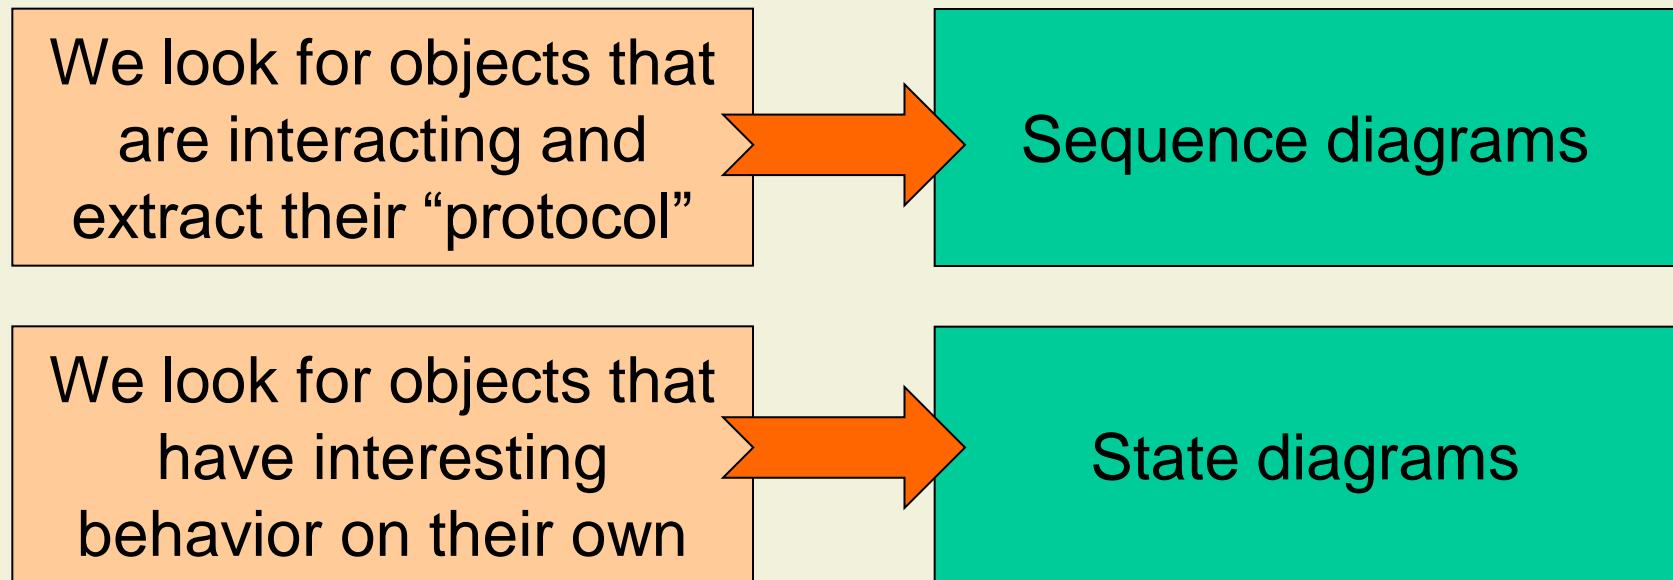 We look for objects that
are interacting and
extract their “protocol”
Sequence diagrams
We look for objects that
have interesting
behavior on their own
State diagrams